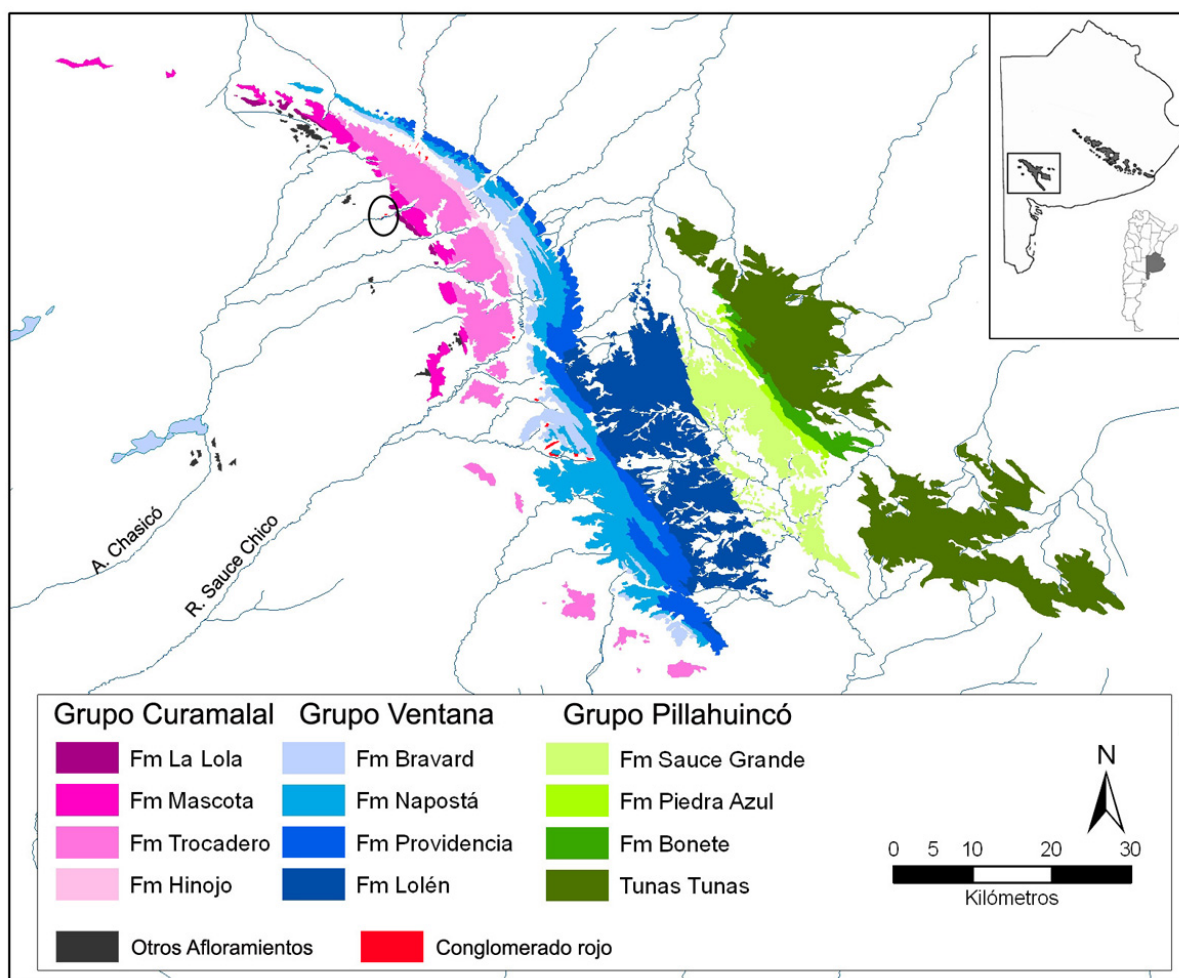 A. Chasicó
R. Sauce Chico
Grupo Curamalal
Fm La Lola
Fm Mascota
Fm Trocadero
Fm Hinojo
Grupo Ventana
Fm Bravard
Fm Napostá
Fm Providencia
Fm Lolén
Grupo Pillahuincó
Fm Sauce Grande
Fm Piedra Azul
Fm Bonete
Tunas Tunas
Otros Afloramientos
Conglomerado rojo
N
0 5 10 20 30
Kilómetros